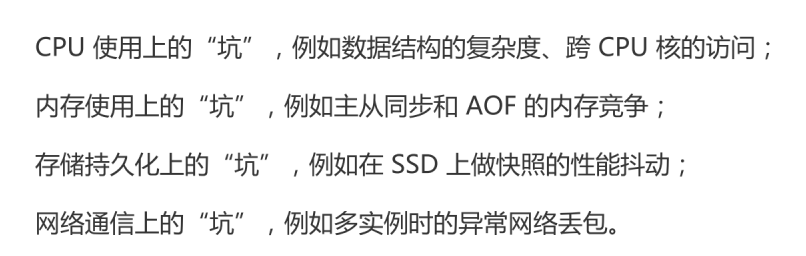 CPU 使用上的“坑”，例如数据结构的复杂度、跨 CPU 核的访问；
内存使用上的“坑”，例如主从同步和 AOF 的内存竞争；
存储持久化上的“坑”，例如在 SSD 上做快照的性能抖动；
网络通信上的“坑”，例如多实例时的异常网络丢包。